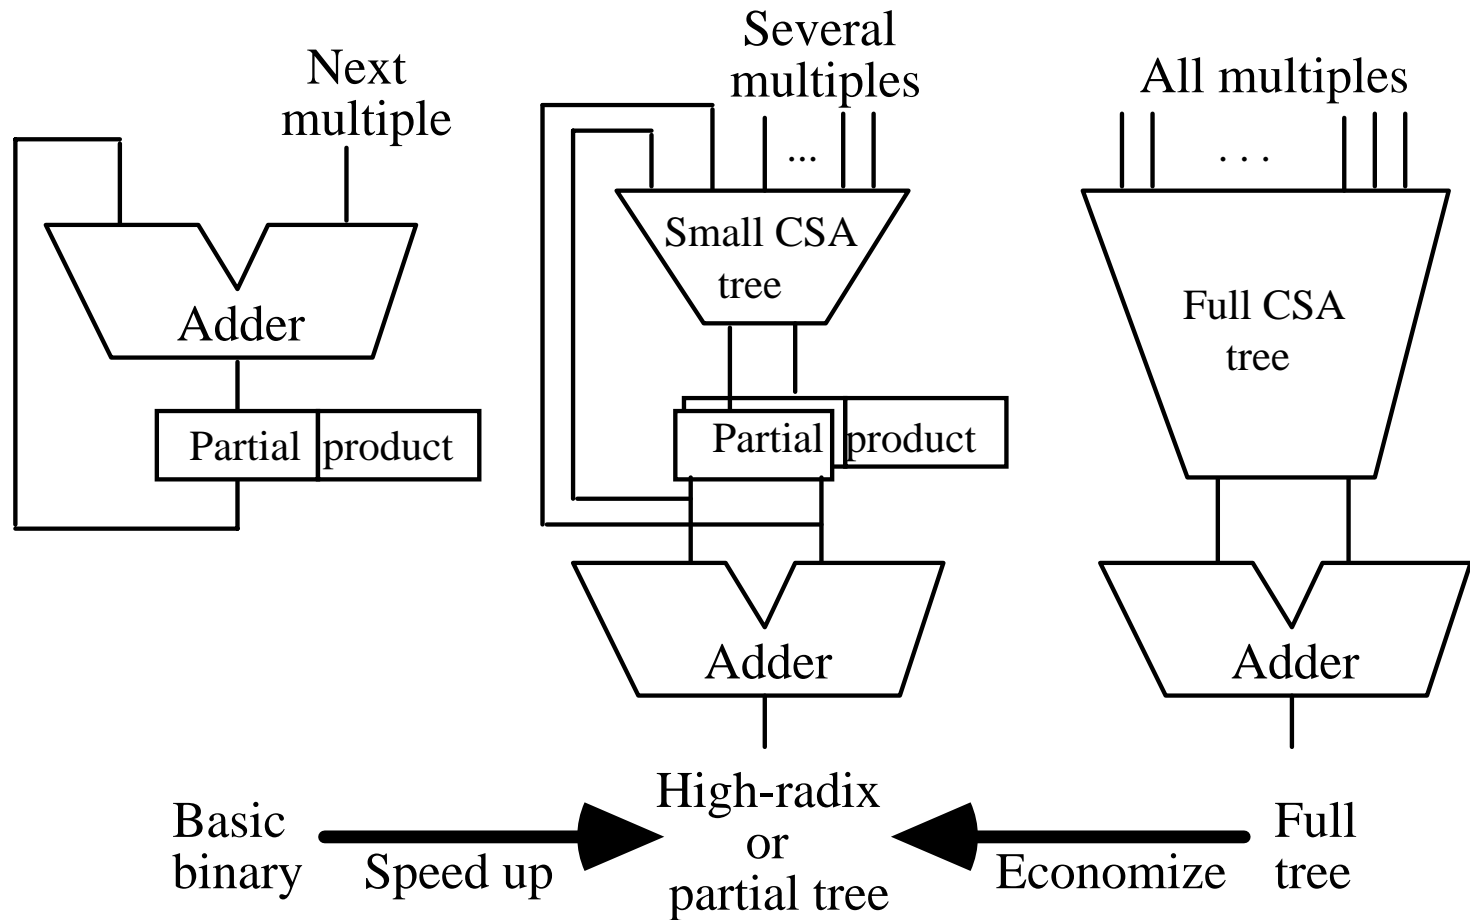 Next
multiple
Adder
Partial product
Several
multiples
...
Small CSA
tree
Partial product
Adder
All multiples
. . .
Full CSA
tree
Adder
Basic
binary
Speed up
High-radix
or
partial tree
Economize
Full
tree